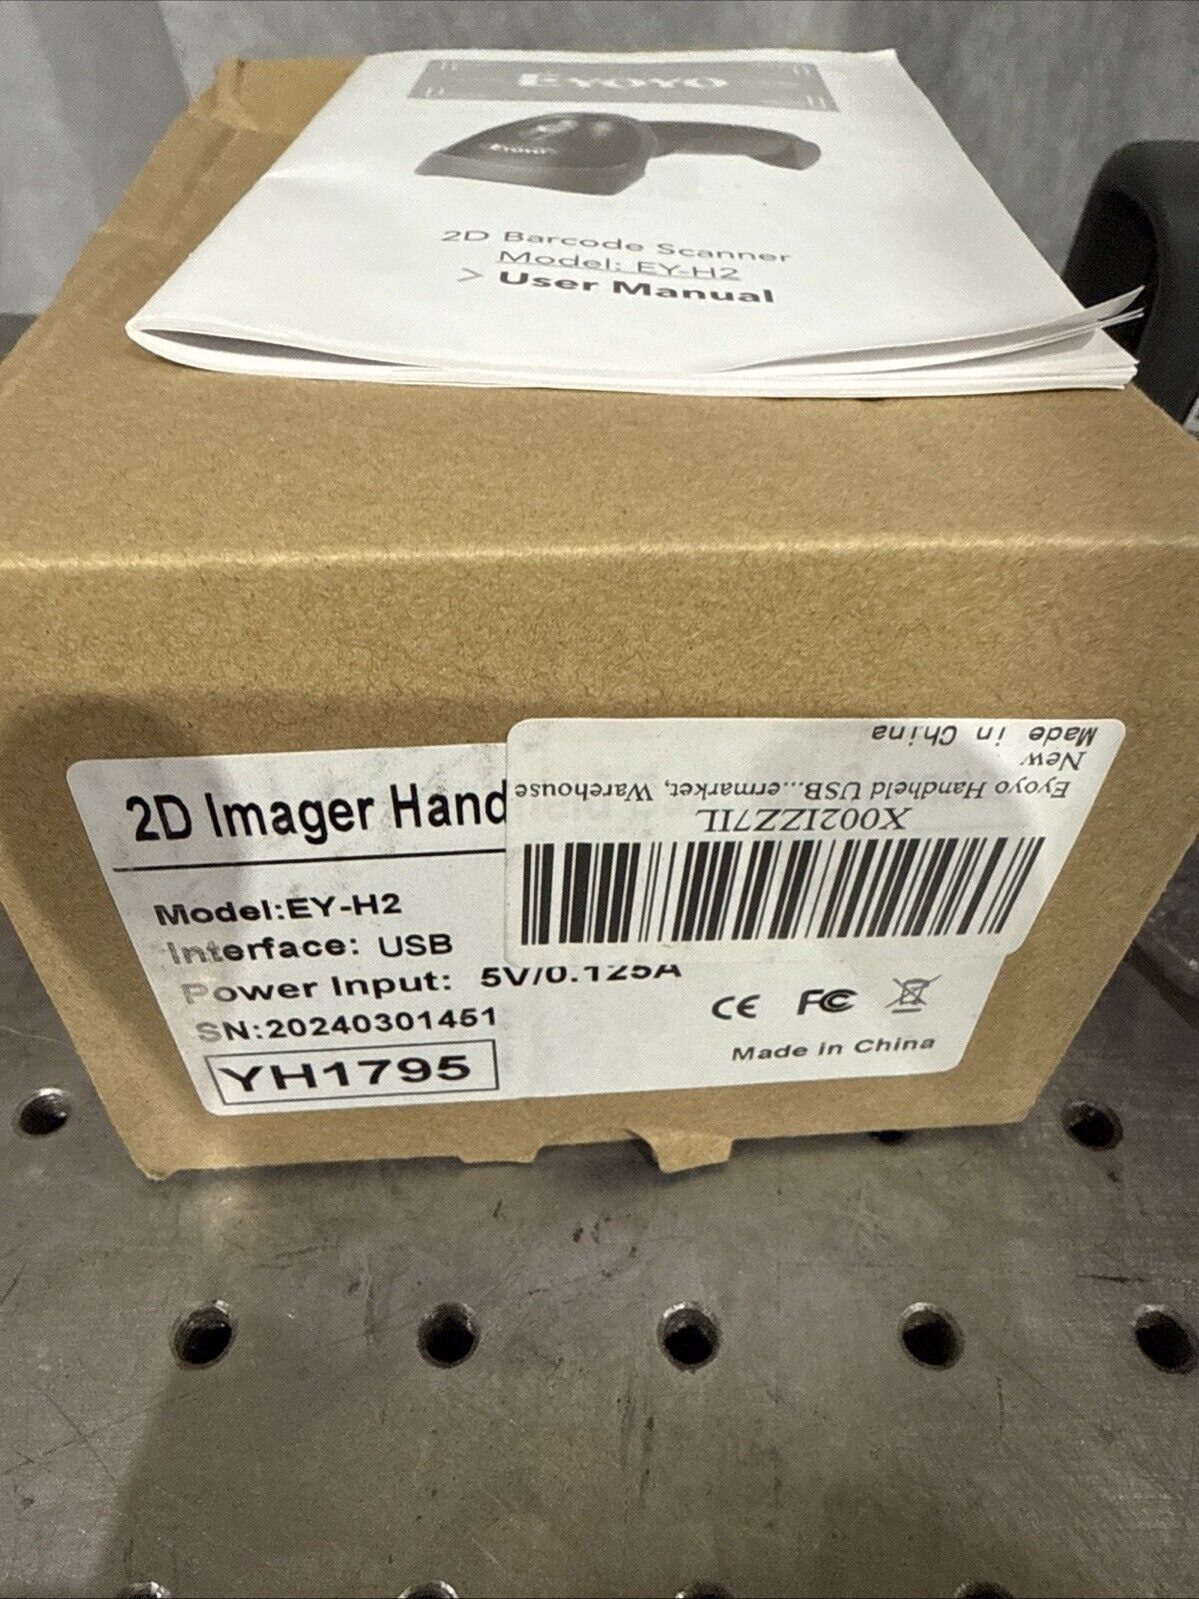 EYOYO
EYOYO
2D Barcode Scanner
Model: EY-H2
> User Manual
2D Imager Hand
Model:EY-H2
Interface: USB
Power Input: 5V/0.125A
SN:20240301451
YH1795
CE FC
Made in China
X002IZZ7IL
Eyoyo Handheld USB...ermarket, Warehouse
New
Made in China